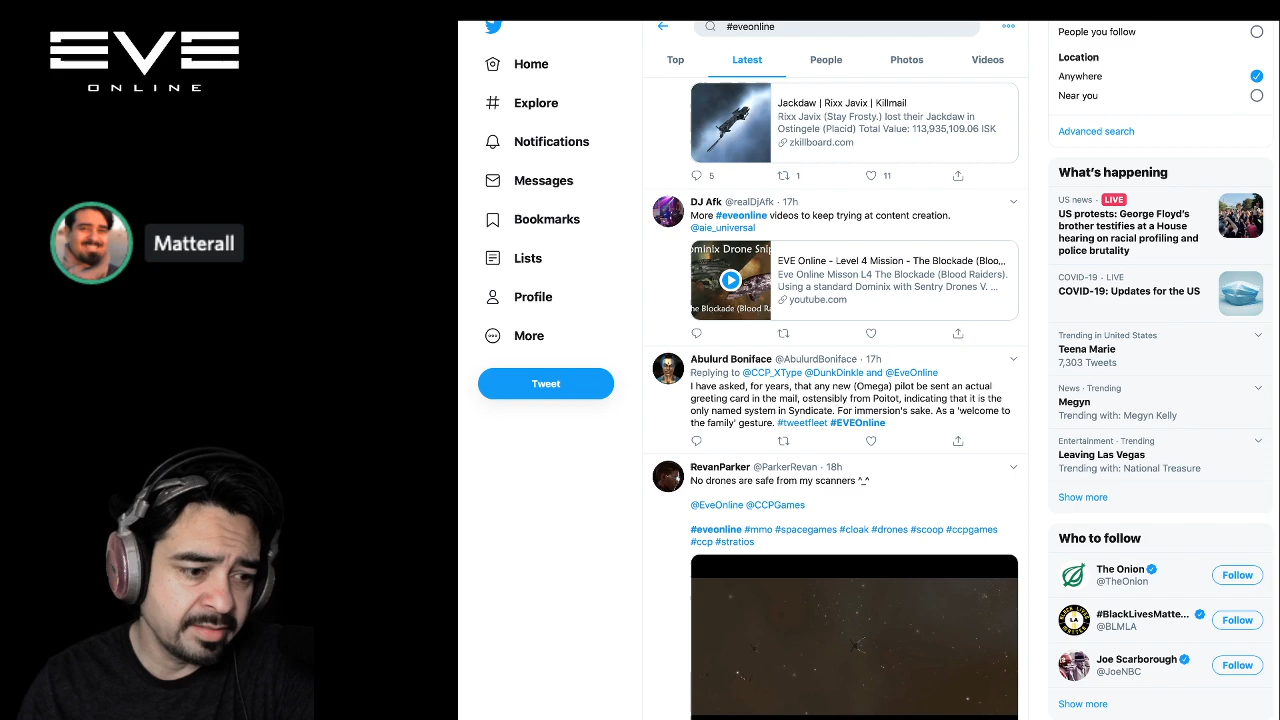 EVE
ONLINE
Matterall
Home
Explore
Notifications
Messages
Bookmarks
Lists
Profile
More
Tweet
#eveonline
Top
Latest
People
Photos
Videos
Jackdaw | Rixx Javix | Killmail
Rixx Javix (Stay Frosty.) lost their Jackdaw in
Ostingele (Placid) Total Value: 113,935,109.06 ISK
zkillboard.com
5
1
11
DJ Afk @realDjAfk · 17h
More #eveonline videos to keep trying at content creation.
@aie_universal
ominix Drone Snip
he Blockade (Blood Ra
EVE Online - Level 4 Mission - The Blockade (Bloo...
Eve Online Misson L4 The Blockade (Blood Raiders).
Using a standard Dominix with Sentry Drones V. ...
youtube.com
Abulurd Boniface @AbulurdBoniface · 17h
Replying to @CCP_XType @DunkDinkle and @EveOnline
I have asked, for years, that any new (Omega) pilot be sent an actual
greeting card in the mail, ostensibly from Poitot, indicating that it is the
only named system in Syndicate. For immersion's sake. As a 'welcome to
the family' gesture. #tweetfleet #EVEOnline
RevanParker @ParkerRevan · 18h
No drones are safe from my scanners ^_^
@EveOnline @CCPGames
#eveonline #mmo #spacegames #cloak #drones #scoop #ccpgames
#ccp #stratios
People you follow
Location
Anywhere
Near you
Advanced search
What's happening
US news · LIVE
US protests: George Floyd's
brother testifies at a House
hearing on racial profiling and
police brutality
COVID-19 · LIVE
COVID-19: Updates for the US
Trending in United States
Teena Marie
7,303 Tweets
News · Trending
Megyn
Trending with: Megyn Kelly
Entertainment · Trending
Leaving Las Vegas
Trending with: National Treasure
Show more
Who to follow
The Onion
@TheOnion
Follow
#BlackLivesMatte...
@BLMLA
Follow
Joe Scarborough
@JoeNBC
Follow
Show more